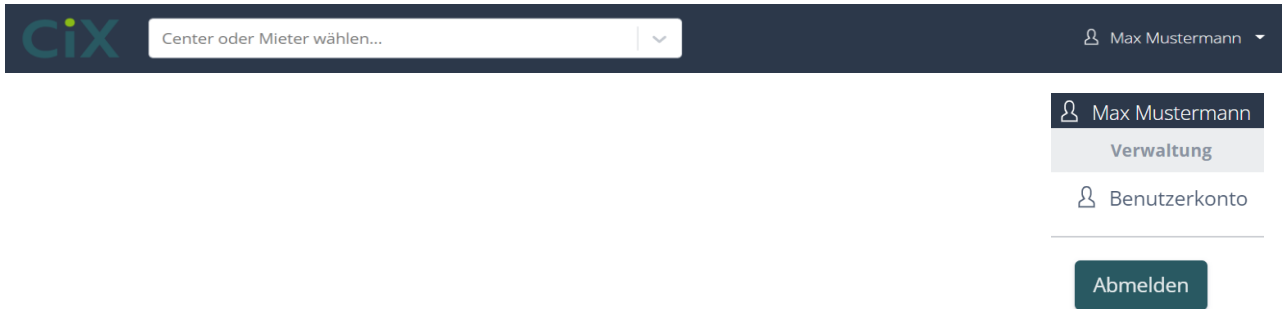 CiX
Center oder Mieter wählen...
Max Mustermann
Max Mustermann
Verwaltung
Benutzerkonto
Abmelden